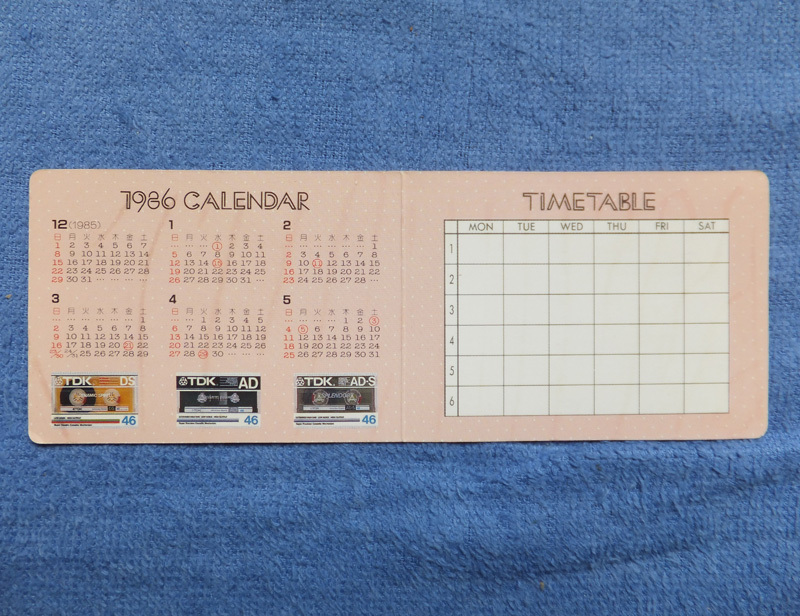 1986 CALENDAR
12(1985) 1 2
日 月 火 水 木 金 土 日 月 火 水 木 金 土 日 月 火 水 木 金 土
1 2 3 4 5 6 7 … … … 1 2 3 4 … … … … … … 1
8 9 10 11 12 13 14 5 6 7 8 9 10 11 2 3 4 5 6 7 8
15 16 17 18 19 20 21 12 13 14 15 16 17 18 9 10 11 12 13 14 15
22 23 24 25 26 27 28 19 20 21 22 23 24 25 16 17 18 19 20 21 22
29 30 31 … … … … 26 27 28 29 30 31 … 23 24 25 26 27 28 …
3 4 5
日 月 火 水 木 金 土 日 月 火 水 木 金 土 日 月 火 水 木 金 土
… … … … … … 1 … … 1 2 3 4 5 … … … … 1 2 3
2 3 4 5 6 7 8 6 7 8 9 10 11 12 4 5 6 7 8 9 10
9 10 11 12 13 14 15 13 14 15 16 17 18 19 11 12 13 14 15 16 17
16 17 18 19 20 21 22 20 21 22 23 24 25 26 18 19 20 21 22 23 24
23/30 24/31 25 26 27 28 29 27 28 29 30 … … … 25 26 27 28 29 30 31
TDK DS
46
TDK AD
46
TDK AD-S
SPLENDOR
46
TIMETABLE
MON TUE WED THU FRI SAT
1
2
3
4
5
6